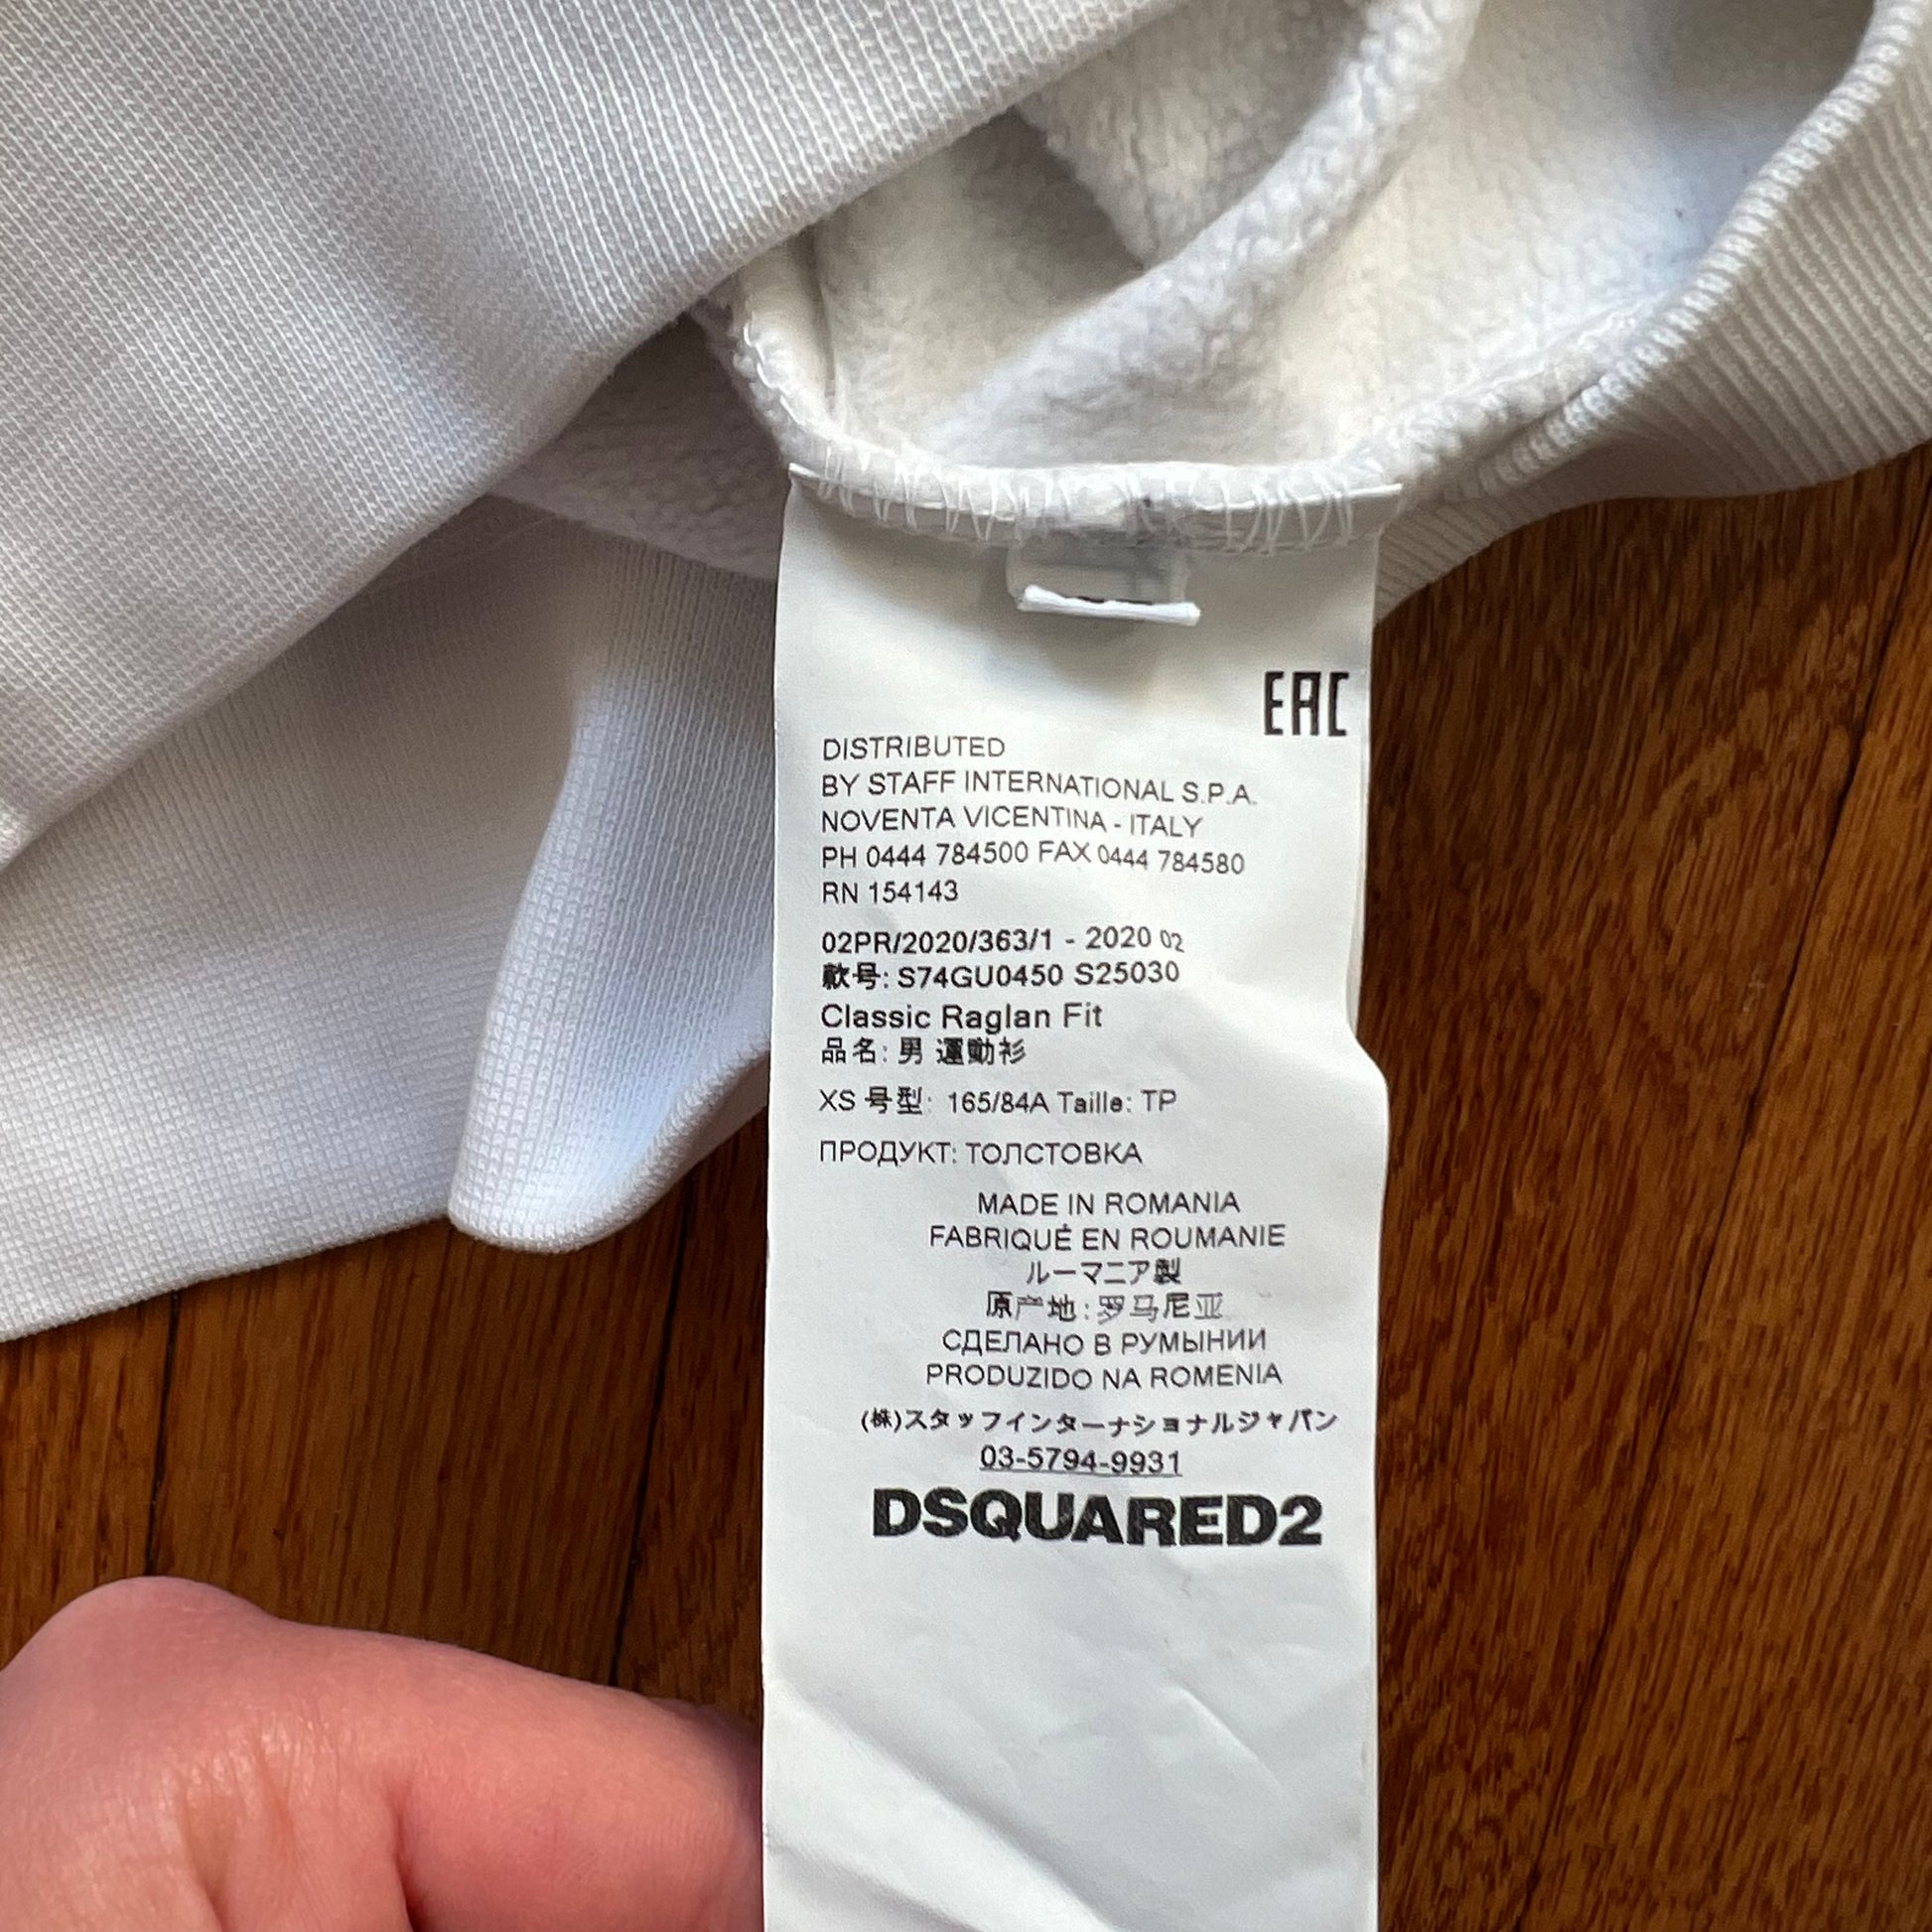 EAC
DISTRIBUTED
BY STAFF INTERNATIONAL S.P.A.
NOVENTA VICENTINA - ITALY
PH 0444 784500 FAX 0444 784580
RN 154143
02PR/2020/363/1 - 2020 02
款号: S74GU0450 S25030
Classic Raglan Fit
品名: 男 運動衫
XS 号型: 165/84A Taille: TP
ПРОДУКТ: ТОЛСТОВКА
MADE IN ROMANIA
FABRIQUÉ EN ROUMANIE
ルーマニア製
原产地: 罗马尼亚
СДЕЛАНО В РУМЫНИИ
PRODUZIDO NA ROMENIA
(株)スタッフインターナショナルジャパン
03-5794-9931
DSQUARED2